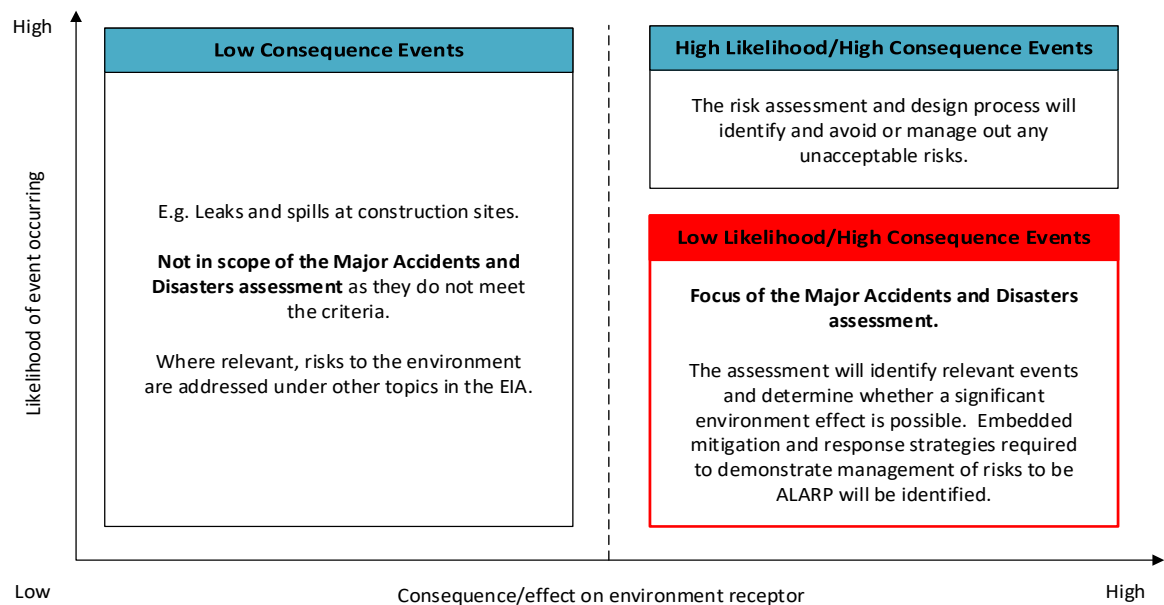 High
Low Consequence Events
E.g. Leaks and spills at construction sites.
Not in scope of the Major Accidents and
Disasters assessment as they do not meet
the criteria.
Where relevant, risks to the environment
are addressed under other topics in the EIA.
High Likelihood/High Consequence Events
The risk assessment and design process will
identify and avoid or manage out any
unacceptable risks.
Low Likelihood/High Consequence Events
Focus of the Major Accidents and Disasters
assessment.
The assessment will identify relevant events
and determine whether a significant
environment effect is possible.  Embedded
mitigation and response strategies required
to demonstrate management of risks to be
ALARP will be identified.
Likelihood of event occurring
Low
Consequence/effect on environment receptor
High